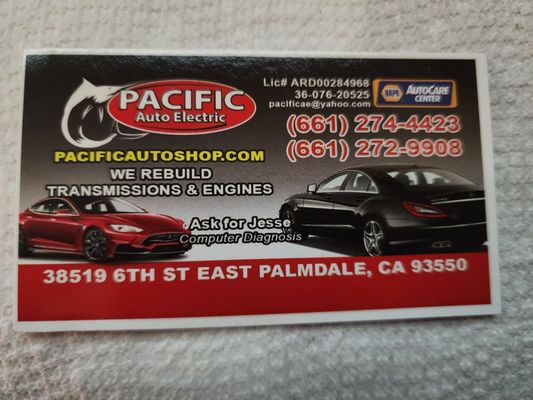 PACIFIC
Auto Electric
Lic# ARD00284968
36-076-20525
pacificae@yahoo.com
NAPA AUTOCARE
CENTER
(661) 274-4423
(661) 272-9908
PACIFICAUTOSHOP.COM
WE REBUILD
TRANSMISSIONS & ENGINES
Ask for Jesse
Computer Diagnosis
38519 6TH ST EAST PALMDALE, CA 93550